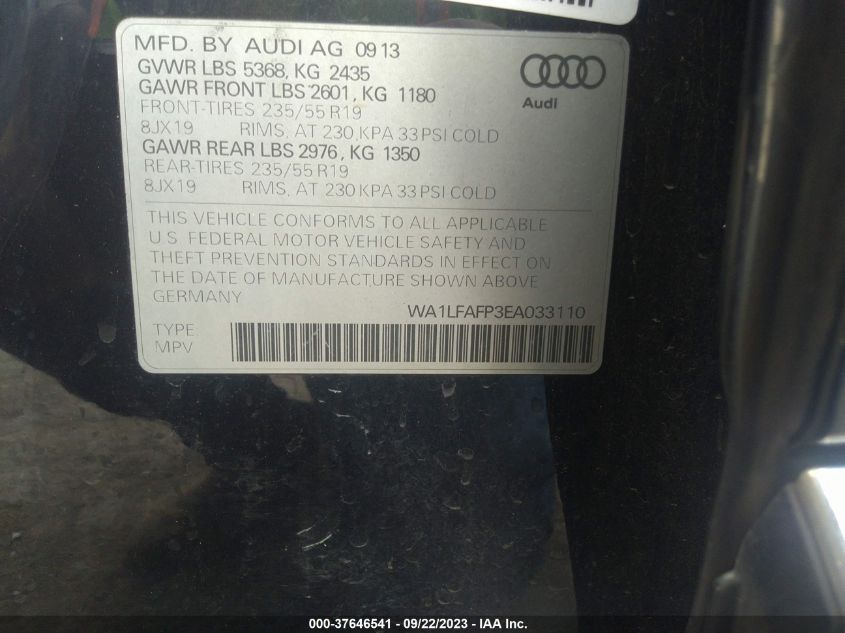 MFD. BY AUDI AG 09 13
GVWR LBS 5368, KG 2435
GAWR FRONT LBS 2601, KG 1180
FRONT-TIRES 235/55 R19
8JX19 RIMS, AT 230 KPA 33 PSI COLD
GAWR REAR LBS 2976, KG 1350
REAR-TIRES 235/55 R19
8JX19 RIMS, AT 230 KPA 33 PSI COLD
Audi
THIS VEHICLE CONFORMS TO ALL APPLICABLE
U.S. FEDERAL MOTOR VEHICLE SAFETY AND
THEFT PREVENTION STANDARDS IN EFFECT ON
THE DATE OF MANUFACTURE SHOWN ABOVE
GERMANY
WA1LFAFP3EA033110
TYPE
MPV
000-37646541 - 09/22/2023 - IAA Inc.